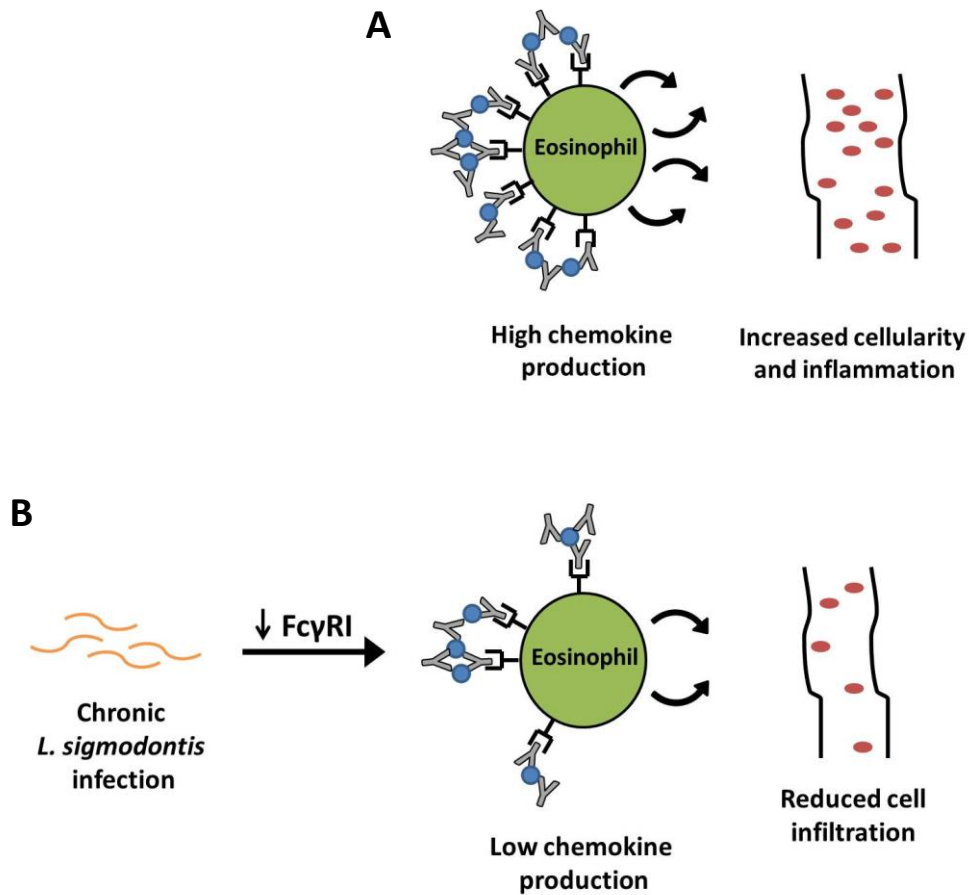 A
Eosinophil
High chemokine
production
Increased cellularity
and inflammation
B
Chronic
L. sigmodontis
infection
↓ FcγRI
Eosinophil
Low chemokine
production
Reduced cell
infiltration